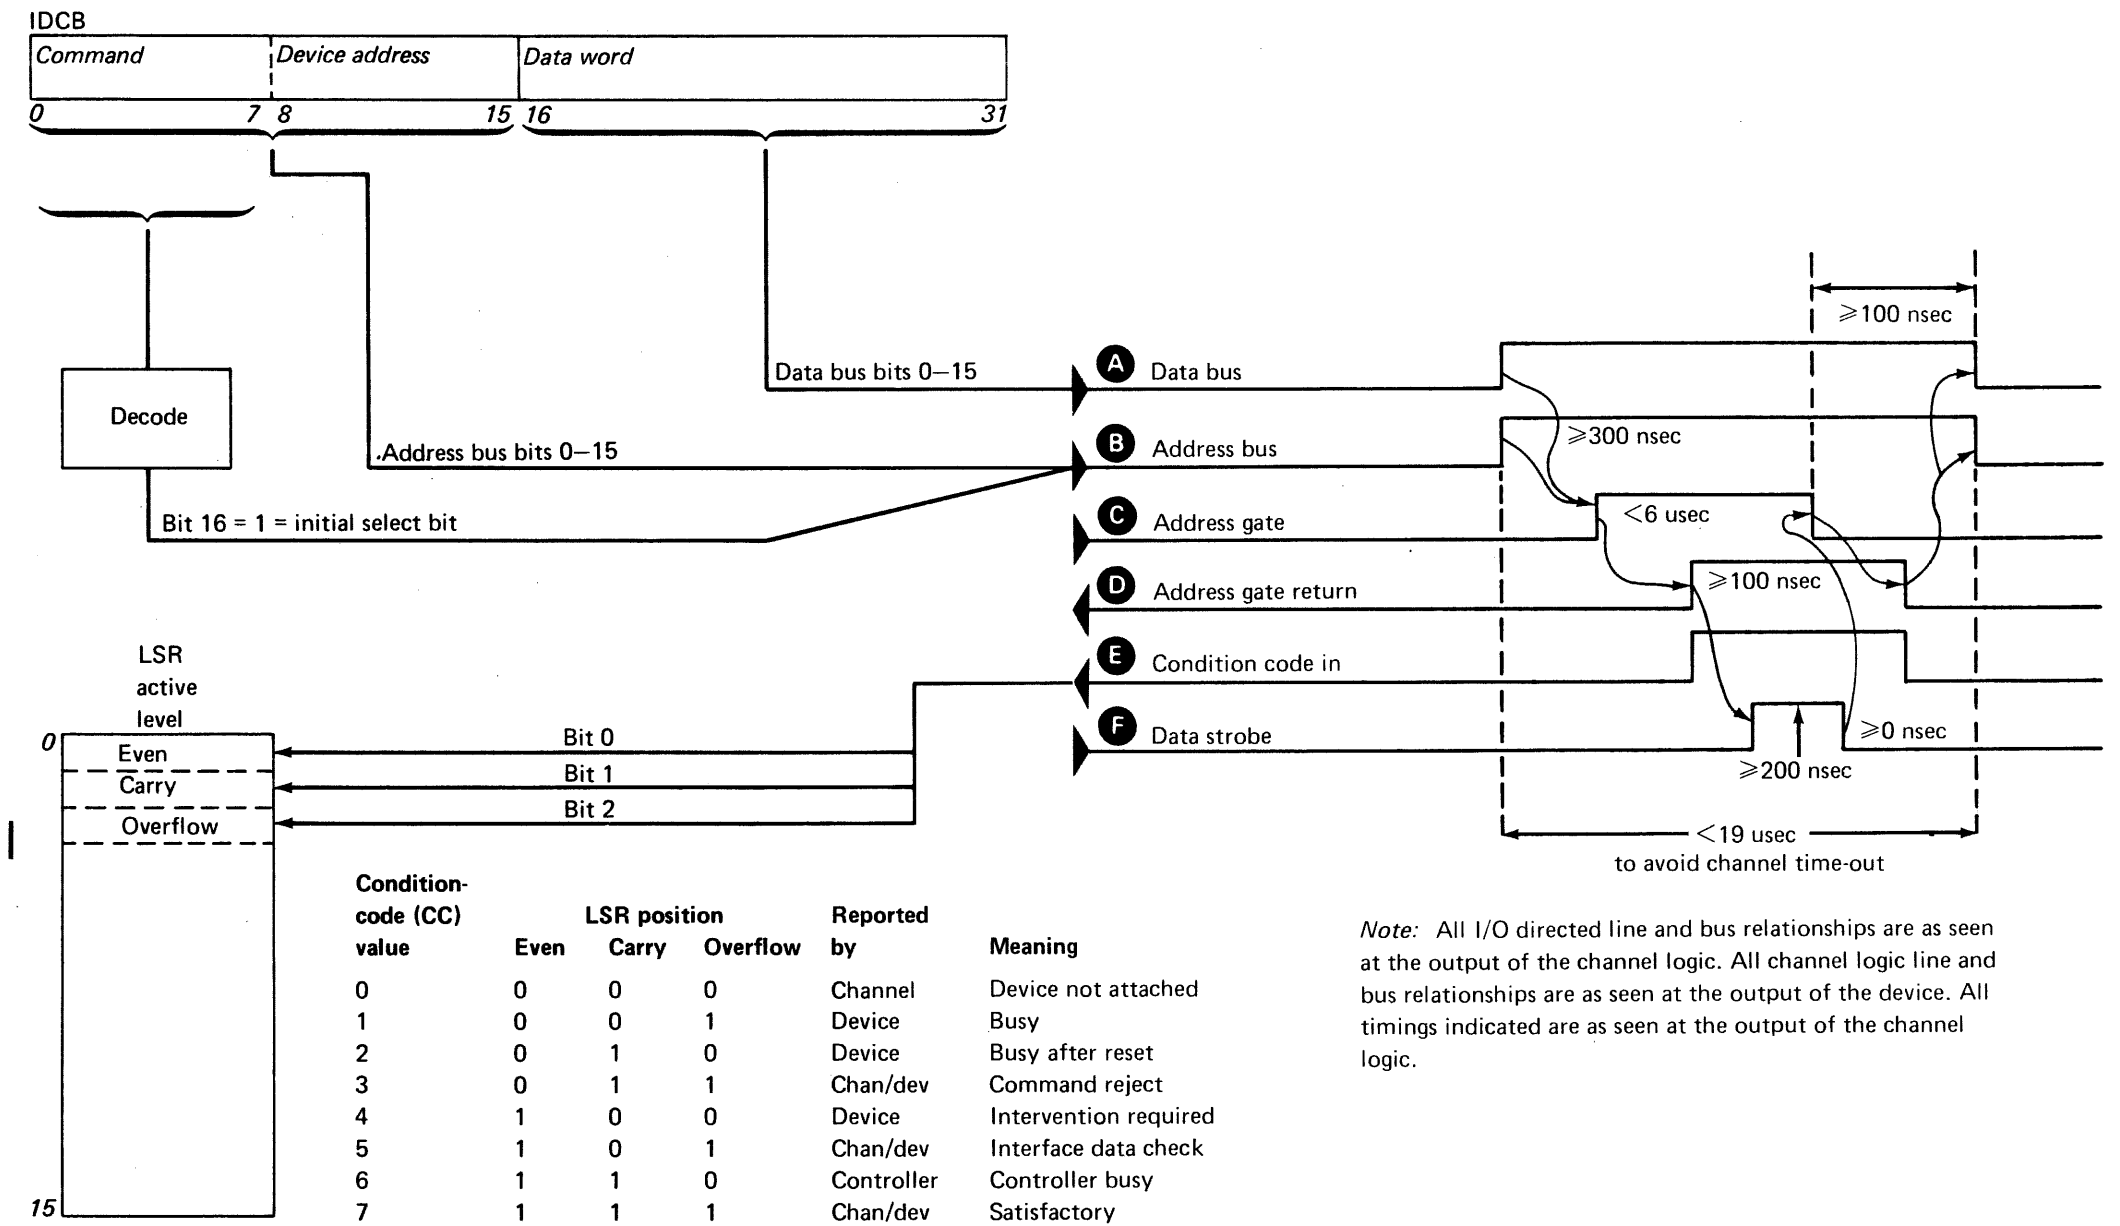 IDCB
Command Device address Data word
0 7 8 15 16 31
⩾100 nsec
A Data bus
Data bus bits 0–15
Decode
⩾300 nsec
B Address bus
Address bus bits 0–15
Bit 16 = 1 = initial select bit
C Address gate
<6 usec
D Address gate return
⩾100 nsec
E Condition code in
F Data strobe
⩾0 nsec
⩾200 nsec
<19 usec
to avoid channel time-out
LSR
active
level
0
Even
Carry
Overflow
15
Bit 0
Bit 1
Bit 2
Condition-
code (CC) LSR position Reported
value Even Carry Overflow by Meaning
0 0 0 0 Channel Device not attached
1 0 0 1 Device Busy
2 0 1 0 Device Busy after reset
3 0 1 1 Chan/dev Command reject
4 1 0 0 Device Intervention required
5 1 0 1 Chan/dev Interface data check
6 1 1 0 Controller Controller busy
7 1 1 1 Chan/dev Satisfactory
Note: All I/O directed line and bus relationships are as seen
at the output of the channel logic. All channel logic line and
bus relationships are as seen at the output of the device. All
timings indicated are as seen at the output of the channel
logic.